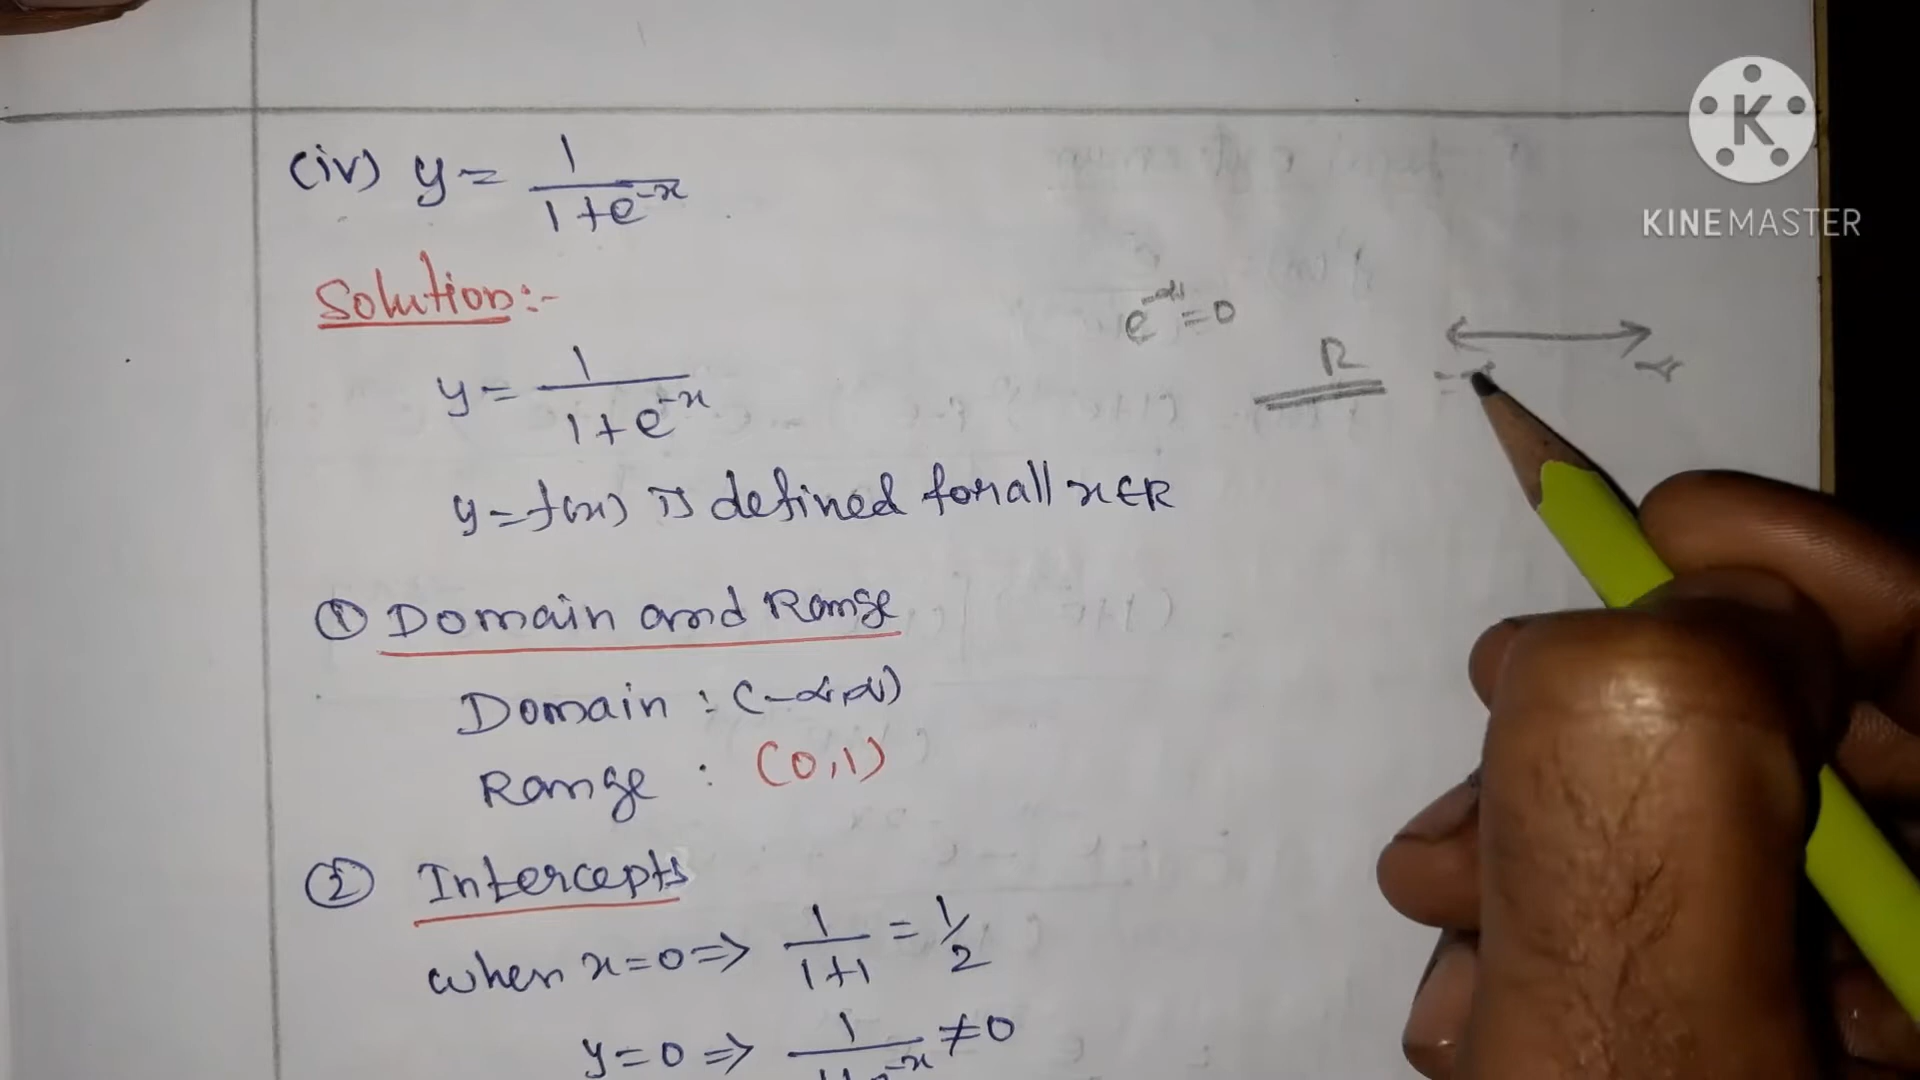 (iv) y = 1/(1+e^-x)
Solution:-
y = 1/(1+e^-x)
y = f(x) is defined for all x∈R
① Domain and Range
Domain : (-∞,∞)
Range : (0,1)
② Intercepts
when x=0 ⇒ 1/(1+1) = 1/2
y=0 ⇒ 1/(1+e^-x) ≠ 0
e^-∞ = 0
R
-∞ ∞
K
KINEMASTER